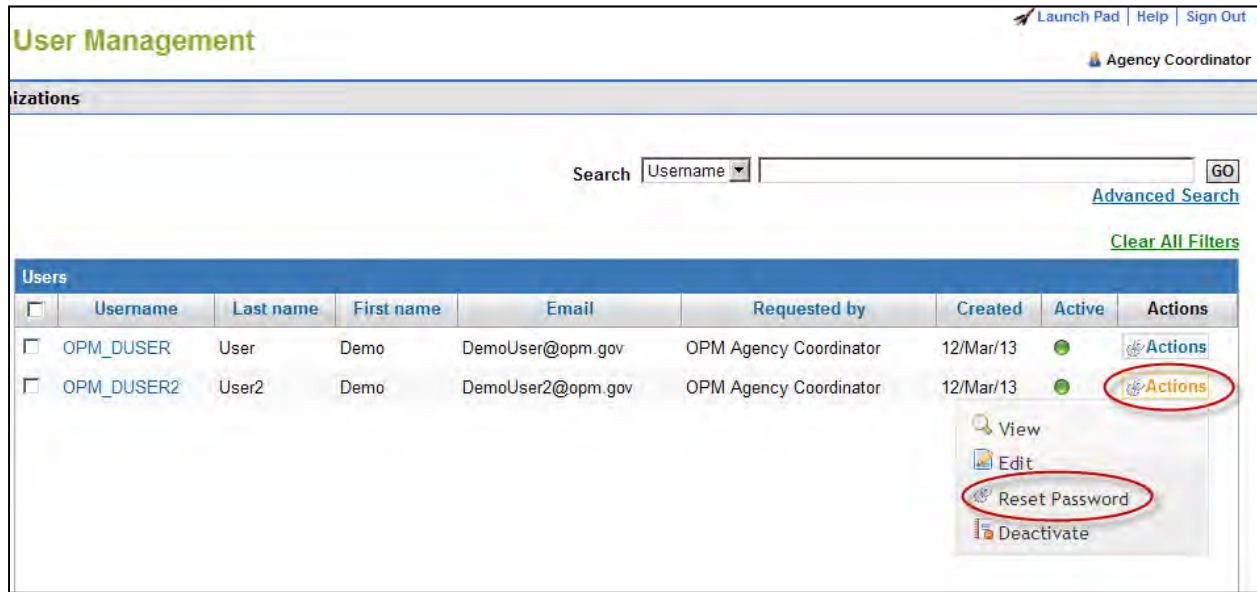 Launch Pad | Help | Sign Out
User Management
Agency Coordinator
izations
Search Username GO
Advanced Search
Clear All Filters
Users
Username Last name First name Email Requested by Created Active Actions
OPM_DUSER User Demo DemoUser@opm.gov OPM Agency Coordinator 12/Mar/13 Actions
OPM_DUSER2 User2 Demo DemoUser2@opm.gov OPM Agency Coordinator 12/Mar/13 Actions
View
Edit
Reset Password
Deactivate